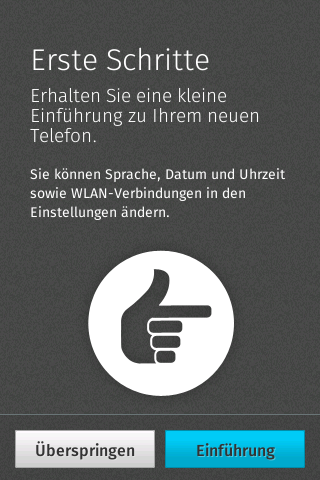 Erste Schritte
Erhalten Sie eine kleine
Einführung zu Ihrem neuen
Telefon.
Sie können Sprache, Datum und Uhrzeit
sowie WLAN-Verbindungen in den
Einstellungen ändern.
Überspringen
Einführung